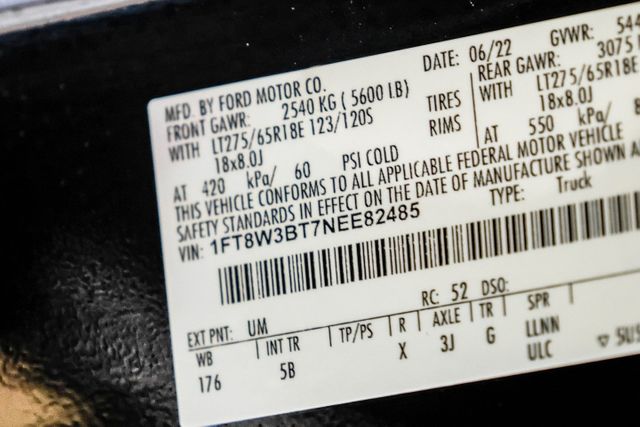 MFD. BY FORD MOTOR CO. DATE: 06/22 GVWR: 544
FRONT GAWR: 2540 KG ( 5600 LB) REAR GAWR: 3075
WITH LT275/65R18E 123/120S TIRES WITH LT275/65R18E
18x8.0J RIMS 18x8.0J
AT 420 kPa/ 60 PSI COLD AT 550 kPa/
THIS VEHICLE CONFORMS TO ALL APPLICABLE FEDERAL MOTOR VEHICLE
SAFETY STANDARDS IN EFFECT ON THE DATE OF MANUFACTURE SHOWN
VIN: 1FT8W3BT7NEE82485 TYPE: Truck
EXT PNT: UM RC: 52 DSO:
WB INT TR TP/PS R AXLE TR SPR
176 5B X 3J G LLNN
ULC 5US